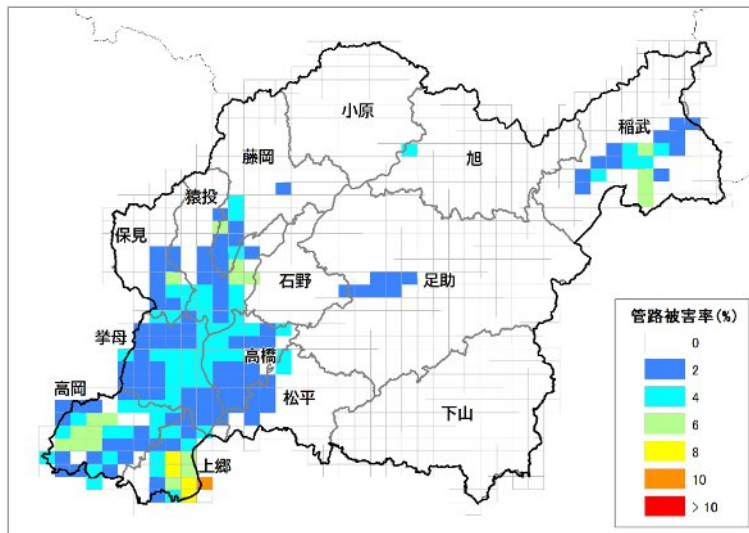 小原
稲武
藤岡
旭
猿投
保見
石野
足助
挙母
高橋
高岡
松平
下山
上郷
管路被害率(%)
0
2
4
6
8
10
> 10